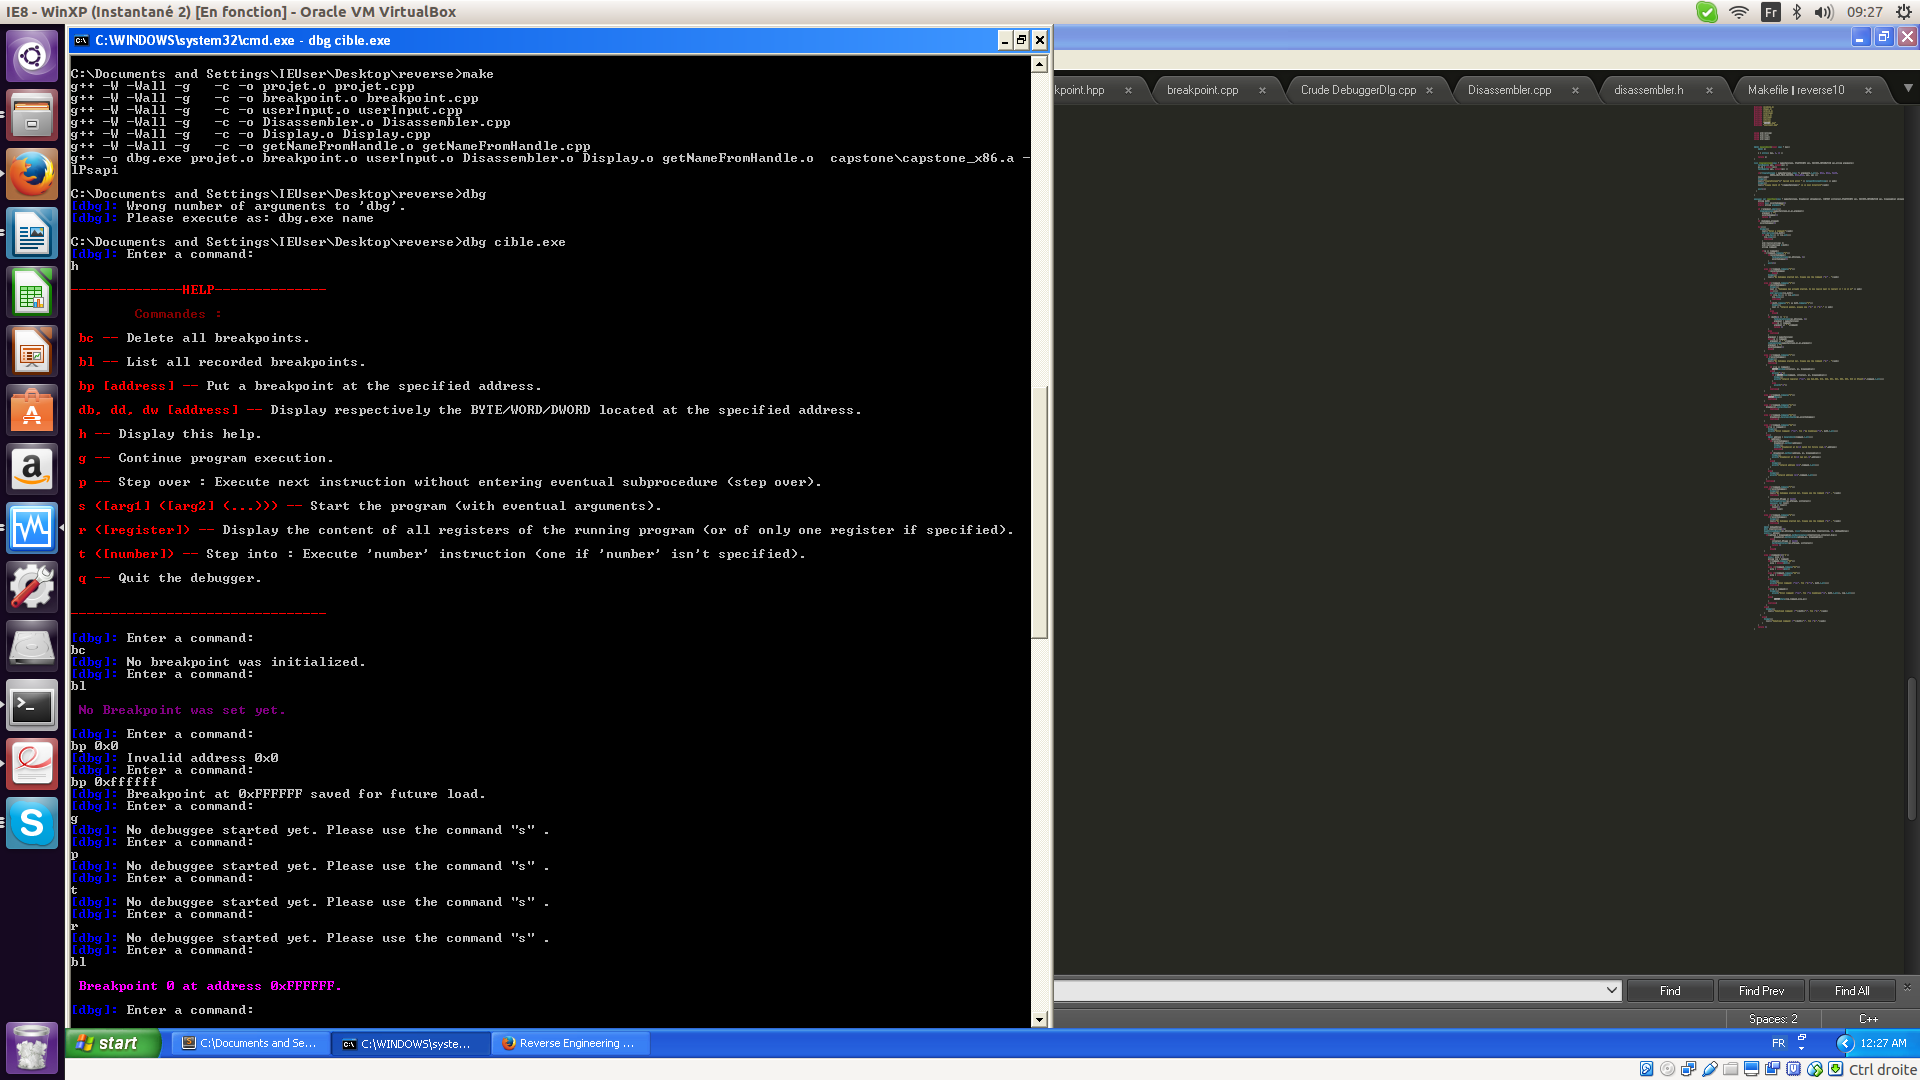 IE8 - WinXP (Instantané 2) [En fonction] - Oracle VM VirtualBox
Fr
09:27
C:\WINDOWS\system32\cmd.exe - dbg cible.exe
C:\Documents and Settings\IEUser\Desktop\reverse>make
g++ -W -Wall -g   -c -o projet.o projet.cpp
g++ -W -Wall -g   -c -o breakpoint.o breakpoint.cpp
g++ -W -Wall -g   -c -o userInput.o userInput.cpp
g++ -W -Wall -g   -c -o Disassembler.o Disassembler.cpp
g++ -W -Wall -g   -c -o Display.o Display.cpp
g++ -W -Wall -g   -c -o getNameFromHandle.o getNameFromHandle.cpp
g++ -o dbg.exe projet.o breakpoint.o userInput.o Disassembler.o Display.o getNameFromHandle.o  capstone\capstone_x86.a -
lPsapi
C:\Documents and Settings\IEUser\Desktop\reverse>dbg
[dbg]: Wrong number of arguments to 'dbg'.
[dbg]: Please execute as: dbg.exe name
C:\Documents and Settings\IEUser\Desktop\reverse>dbg cible.exe
[dbg]: Enter a command:
h
--------------HELP--------------
Commandes :
bc -- Delete all breakpoints.
bl -- List all recorded breakpoints.
bp [address] -- Put a breakpoint at the specified address.
db, dd, dw [address] -- Display respectively the BYTE/WORD/DWORD located at the specified address.
h -- Display this help.
g -- Continue program execution.
p -- Step over : Execute next instruction without entering eventual subprocedure (step over).
s ([arg1] ([arg2] (...))) -- Start the program (with eventual arguments).
r ([register]) -- Display the content of all registers of the running program (or of only one register if specified).
t ([number]) -- Step into : Execute 'number' instruction (one if 'number' isn't specified).
q -- Quit the debugger.
--------------------------------
[dbg]: Enter a command:
bc
[dbg]: No breakpoint was initialized.
[dbg]: Enter a command:
bl
No Breakpoint was set yet.
[dbg]: Enter a command:
bp 0x0
[dbg]: Invalid address 0x0
[dbg]: Enter a command:
bp 0xffffff
[dbg]: Breakpoint at 0xFFFFFF saved for future load.
[dbg]: Enter a command:
g
[dbg]: No debuggee started yet. Please use the command "s" .
[dbg]: Enter a command:
p
[dbg]: No debuggee started yet. Please use the command "s" .
[dbg]: Enter a command:
t
[dbg]: No debuggee started yet. Please use the command "s" .
[dbg]: Enter a command:
r
[dbg]: No debuggee started yet. Please use the command "s" .
[dbg]: Enter a command:
bl
Breakpoint 0 at address 0xFFFFFF.
[dbg]: Enter a command:
kpoint.hpp
breakpoint.cpp
Crude DebuggerDlg.cpp
Disassembler.cpp
disassembler.h
Makefile | reverse10
Find
Find Prev
Find All
Spaces: 2
C++
start
C:\Documents and Se...
C:\WINDOWS\syste...
Reverse Engineering ...
FR
12:27 AM
Ctrl droite